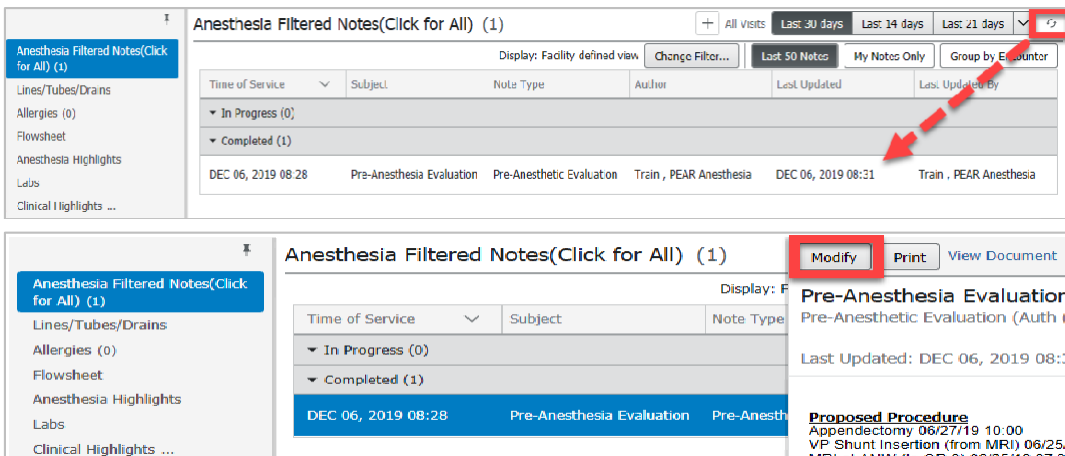 Anesthesia Filtered Notes(Click for All) (1)
All Visits Last 30 days Last 14 days Last 21 days
Display: Facility defined view Change Filter... Last 50 Notes My Notes Only Group by Encounter
Anesthesia Filtered Notes(Click
for All) (1)
Lines/Tubes/Drains
Allergies (0)
Flowsheet
Anesthesia Highlights
Labs
Clinical Highlights ...
Time of Service Subject Note Type Author Last Updated Last Updated By
In Progress (0)
Completed (1)
DEC 06, 2019 08:28 Pre-Anesthesia Evaluation Pre-Anesthetic Evaluation Train , PEAR Anesthesia DEC 06, 2019 08:31 Train , PEAR Anesthesia
Anesthesia Filtered Notes(Click for All) (1)
Anesthesia Filtered Notes(Click
for All) (1)
Lines/Tubes/Drains
Allergies (0)
Flowsheet
Anesthesia Highlights
Labs
Clinical Highlights ...
Display:
Time of Service Subject Note Type
In Progress (0)
Completed (1)
DEC 06, 2019 08:28 Pre-Anesthesia Evaluation Pre-Anesth
Modify Print View Document
Pre-Anesthesia Evaluation
Pre-Anesthetic Evaluation (Auth
Last Updated: DEC 06, 2019 08:
Proposed Procedure
Appendectomy 06/27/19 10:00
VP Shunt Insertion (from MRI) 06/25/